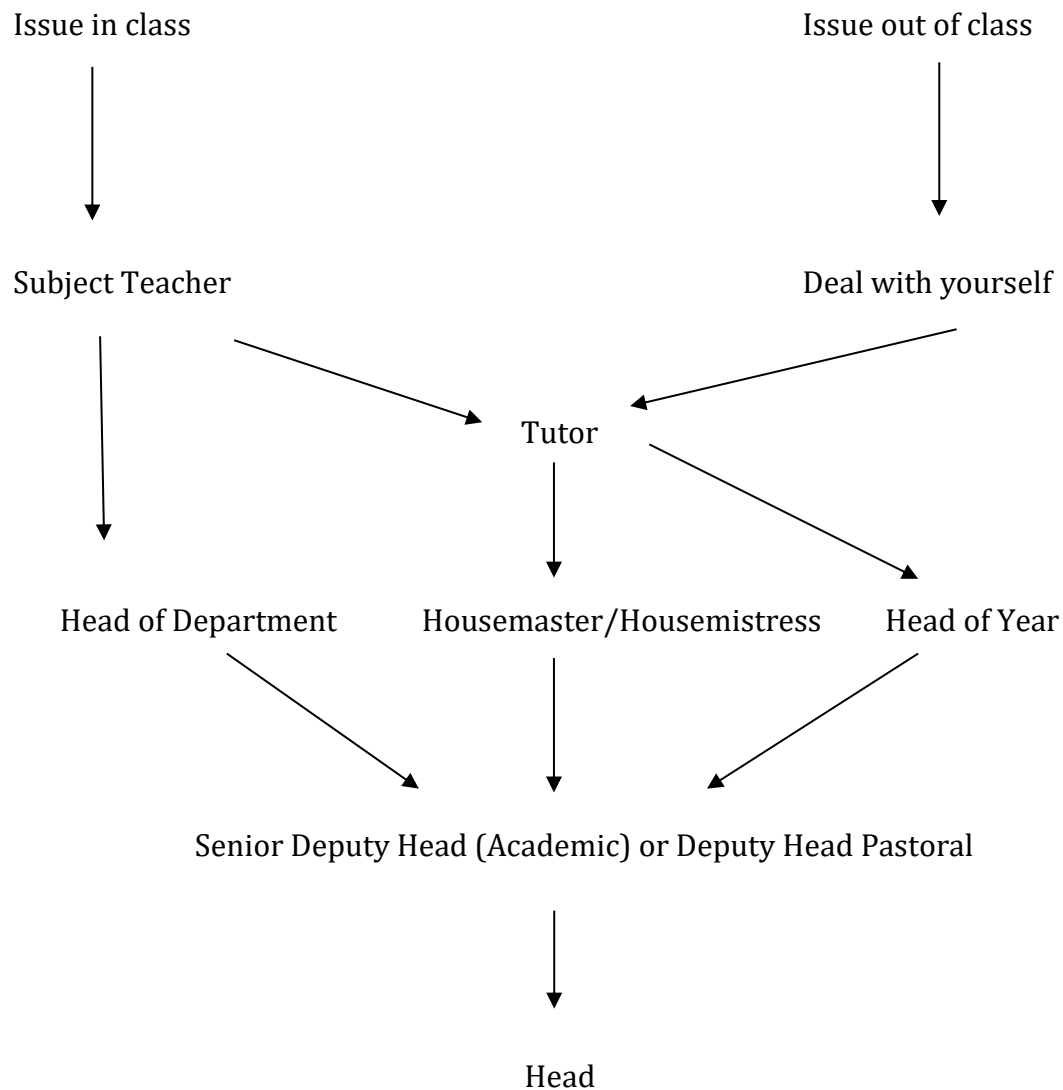 Issue in class
Issue out of class
Subject Teacher
Deal with yourself
Tutor
Head of Department
Housemaster/Housemistress
Head of Year
Senior Deputy Head (Academic) or Deputy Head Pastoral
Head